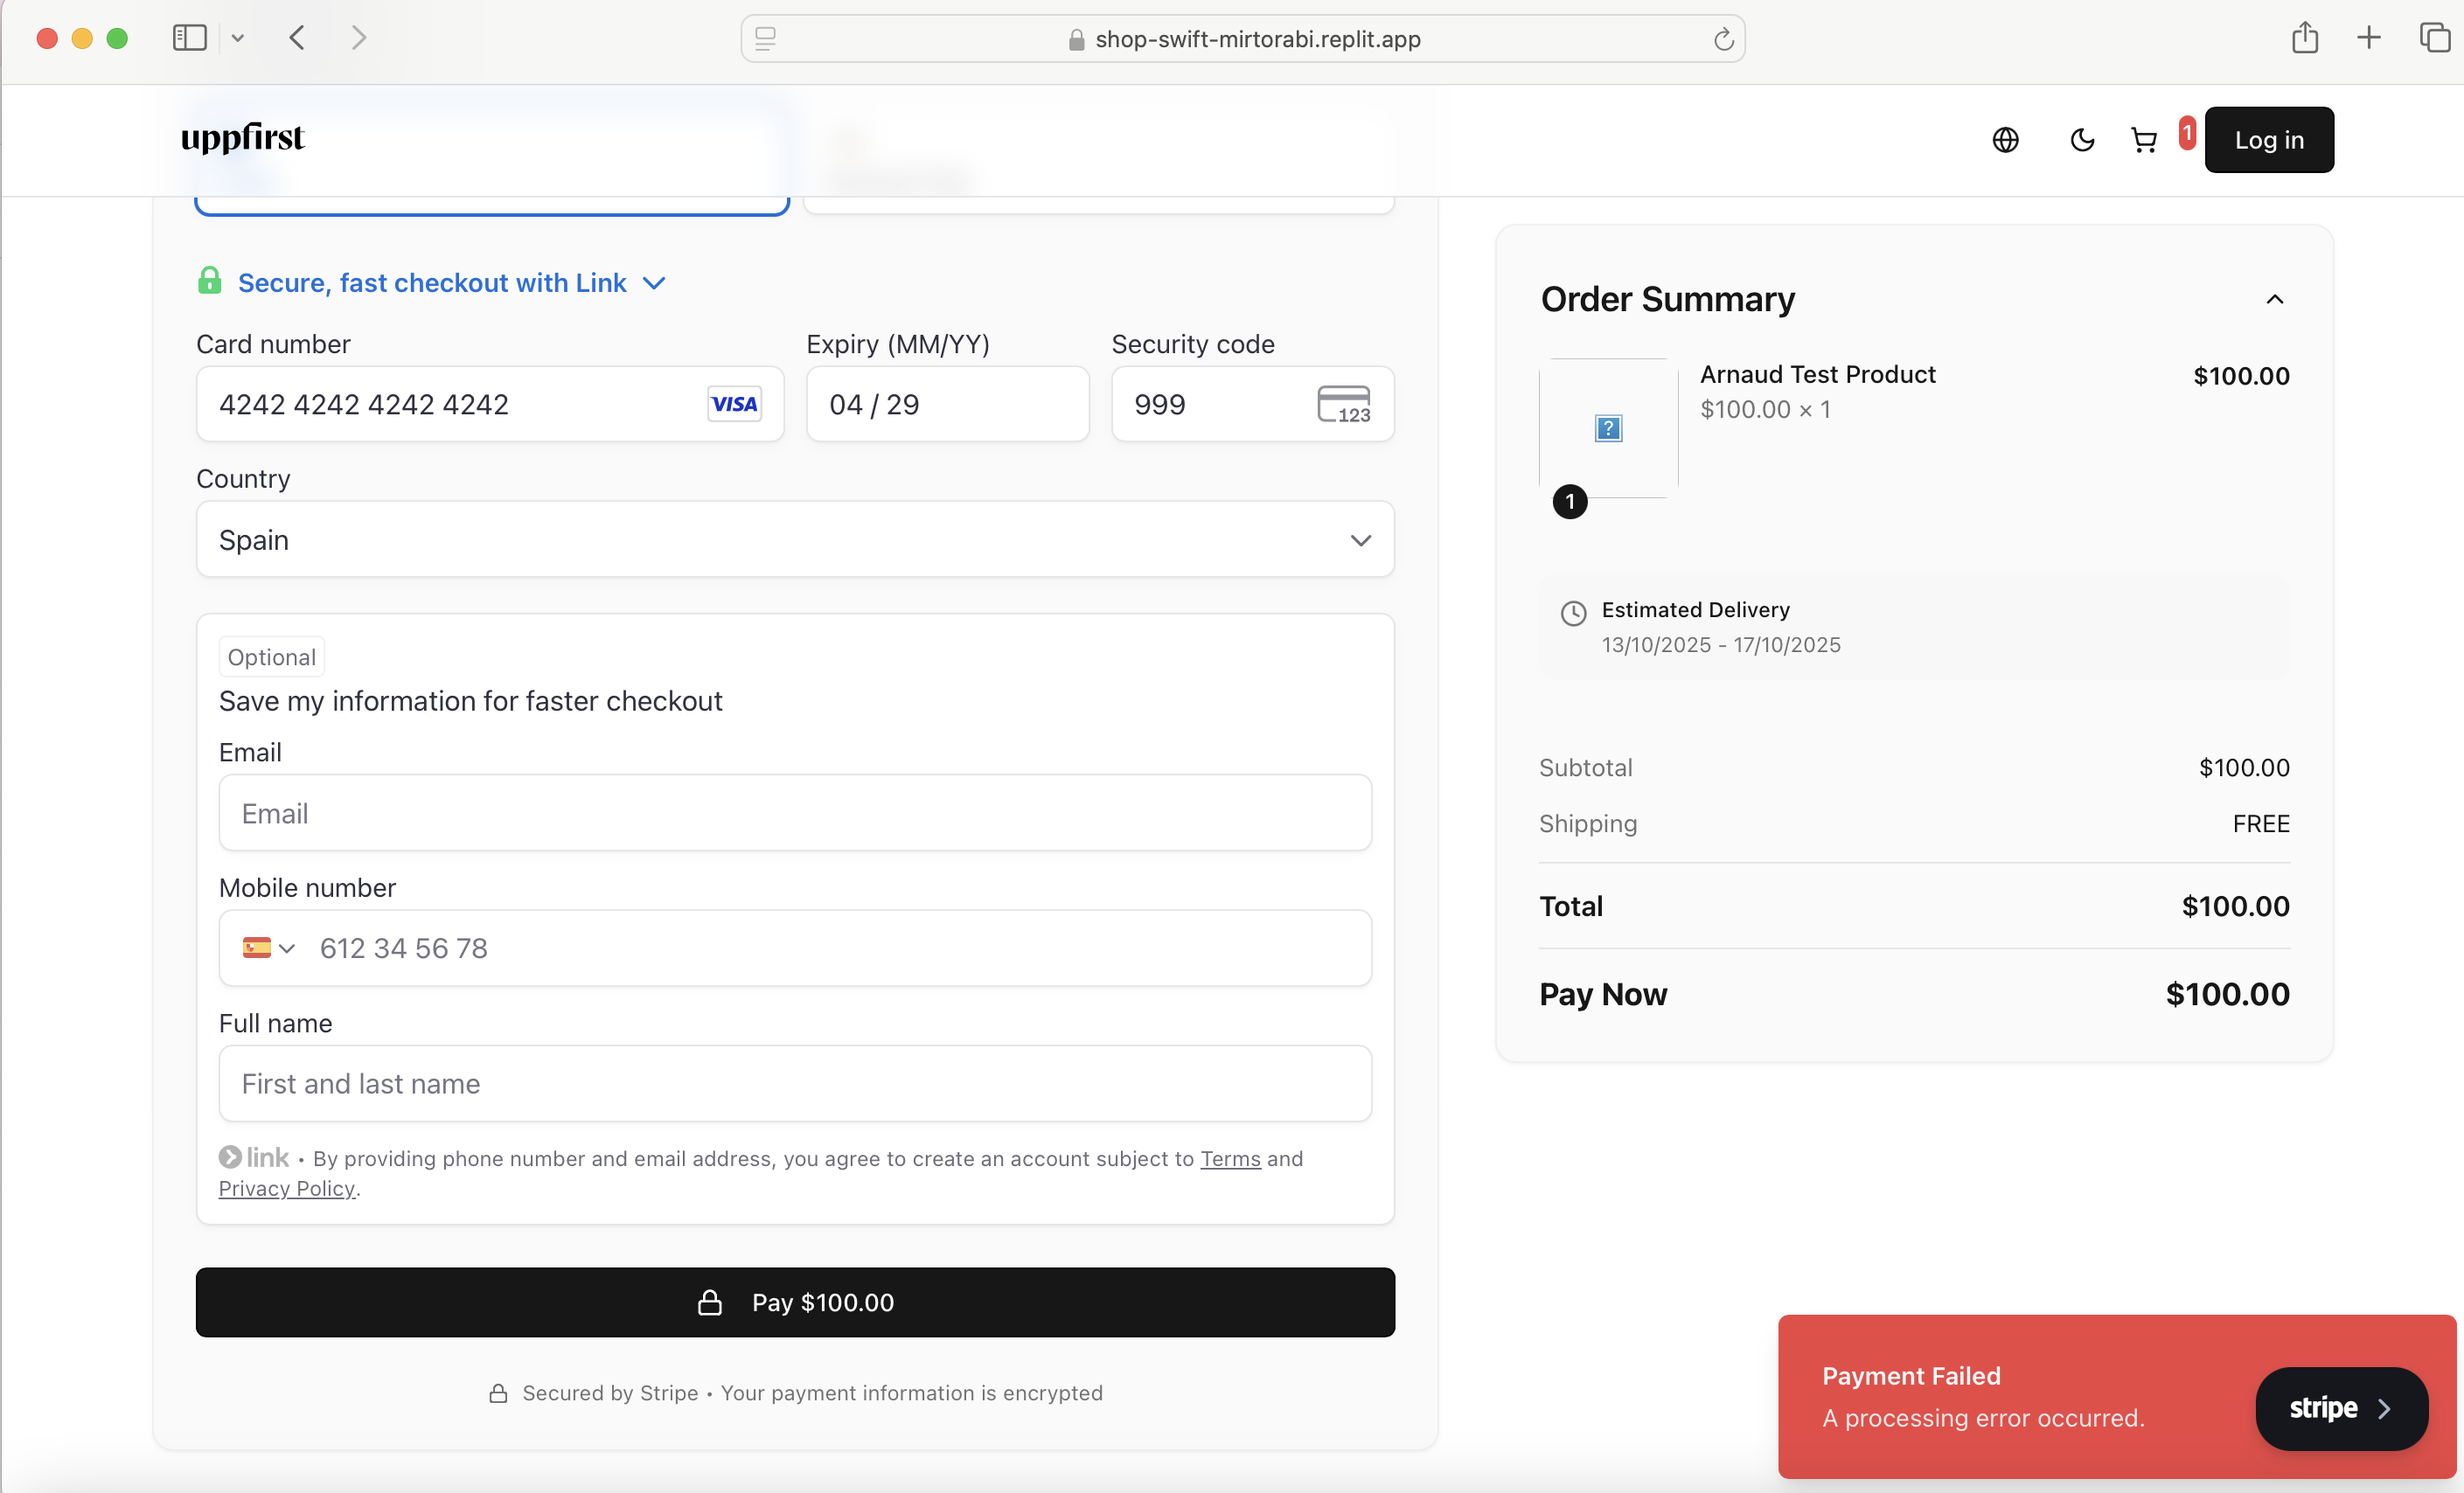 shop-swift-mirtorabi.replit.app
uppfirst
1
Log in
Secure, fast checkout with Link
Card number
Expiry (MM/YY)
Security code
4242 4242 4242 4242
VISA
04 / 29
999
123
Country
Spain
Optional
Save my information for faster checkout
Email
Email
Mobile number
612 34 56 78
Full name
First and last name
link • By providing phone number and email address, you agree to create an account subject to Terms and
Privacy Policy.
Pay $100.00
Secured by Stripe • Your payment information is encrypted
Order Summary
?
1
Arnaud Test Product
$100.00
$100.00 × 1
Estimated Delivery
13/10/2025 - 17/10/2025
Subtotal
$100.00
Shipping
FREE
Total
$100.00
Pay Now
$100.00
Payment Failed
A processing error occurred.
stripe